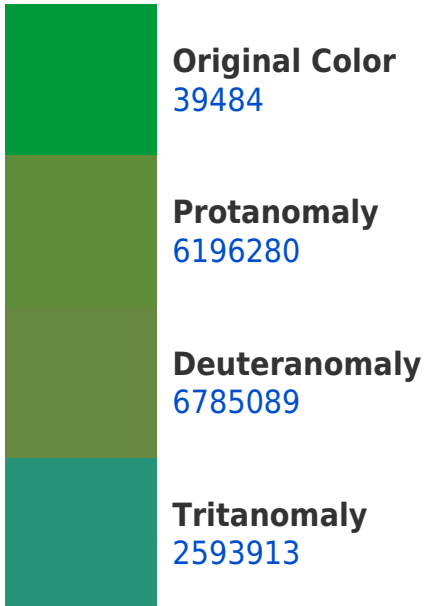 Original Color
39484
Protanomaly
6196280
Deuteranomaly
6785089
Tritanomaly
2593913